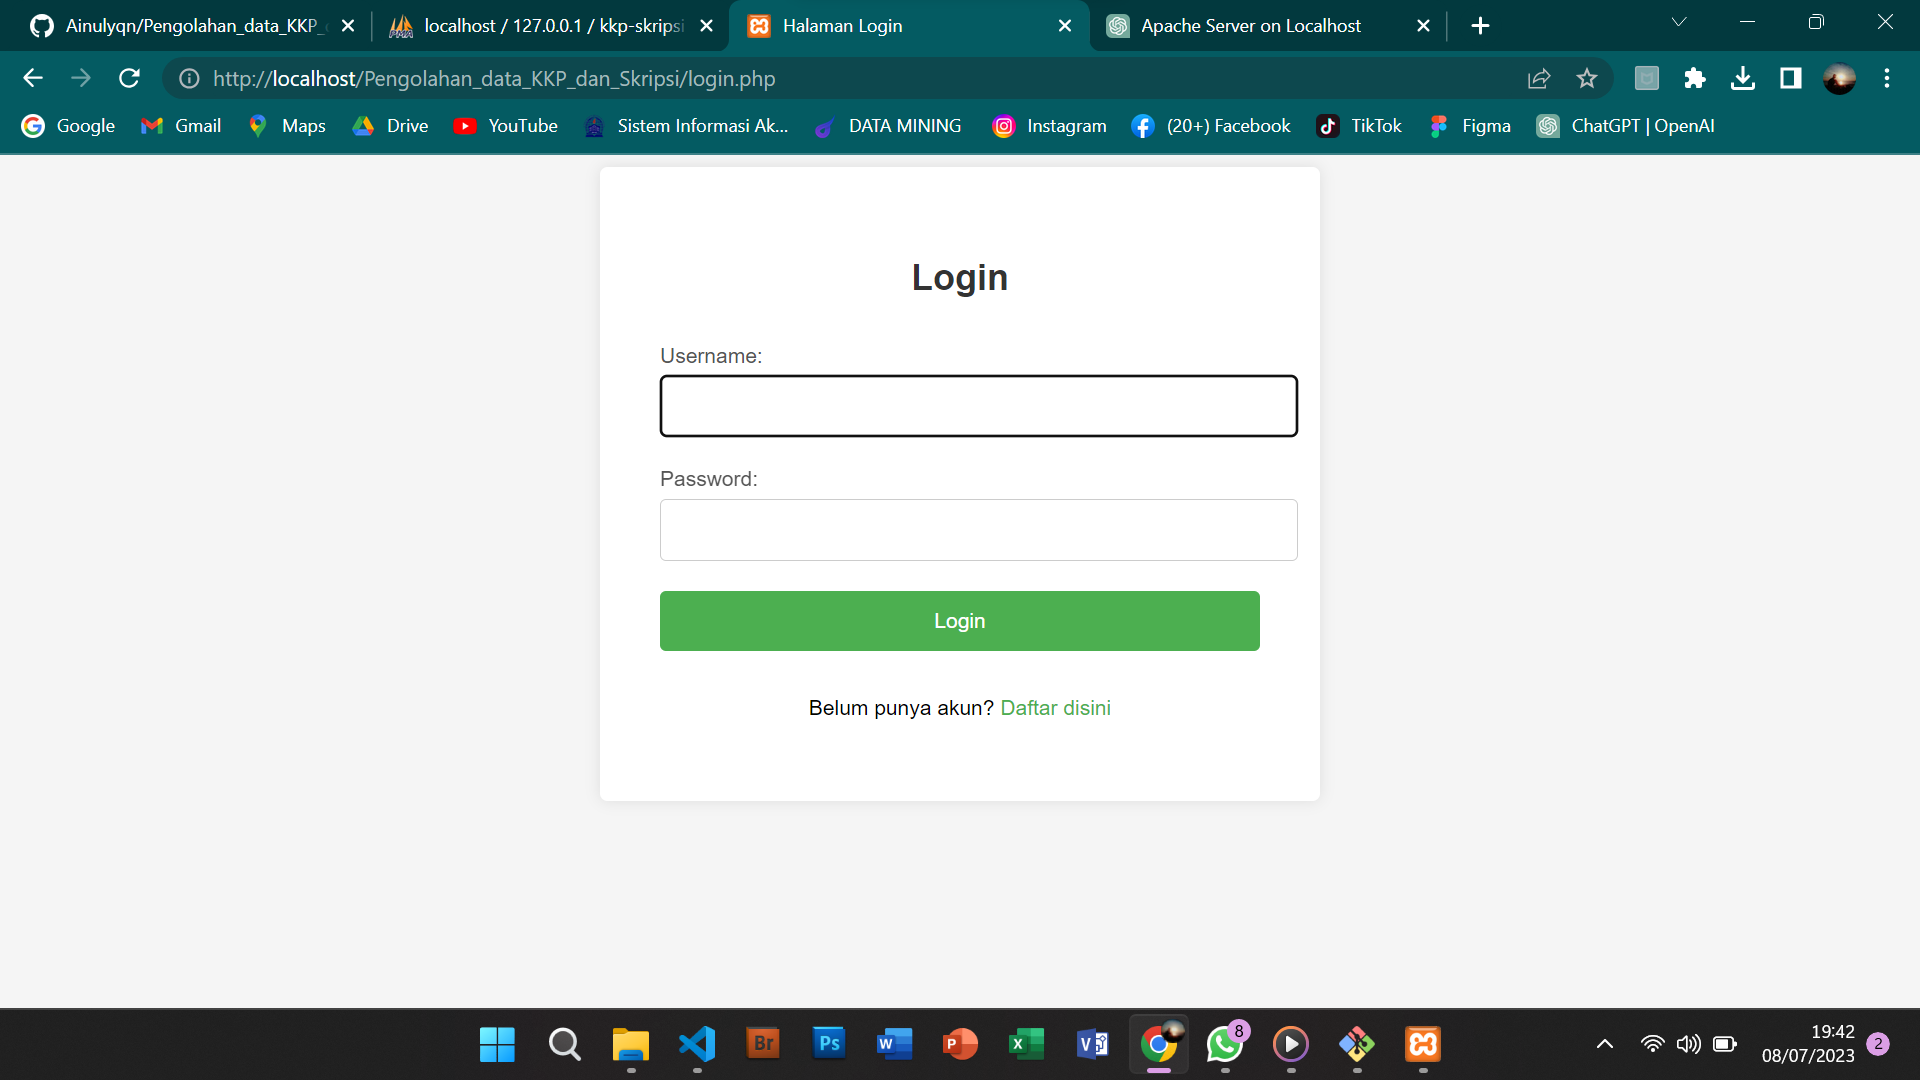 Ainulyqn/Pengolahan_data_KKP_
localhost / 127.0.0.1 / kkp-skripsi
Halaman Login
Apache Server on Localhost
http://localhost/Pengolahan_data_KKP_dan_Skripsi/login.php
Google
Gmail
Maps
Drive
YouTube
Sistem Informasi Ak...
DATA MINING
Instagram
(20+) Facebook
TikTok
Figma
ChatGPT | OpenAI
Login
Username:
Password:
Login
Belum punya akun? Daftar disini
Br
Ps
W
P
X
V
8
19:42
08/07/2023
2